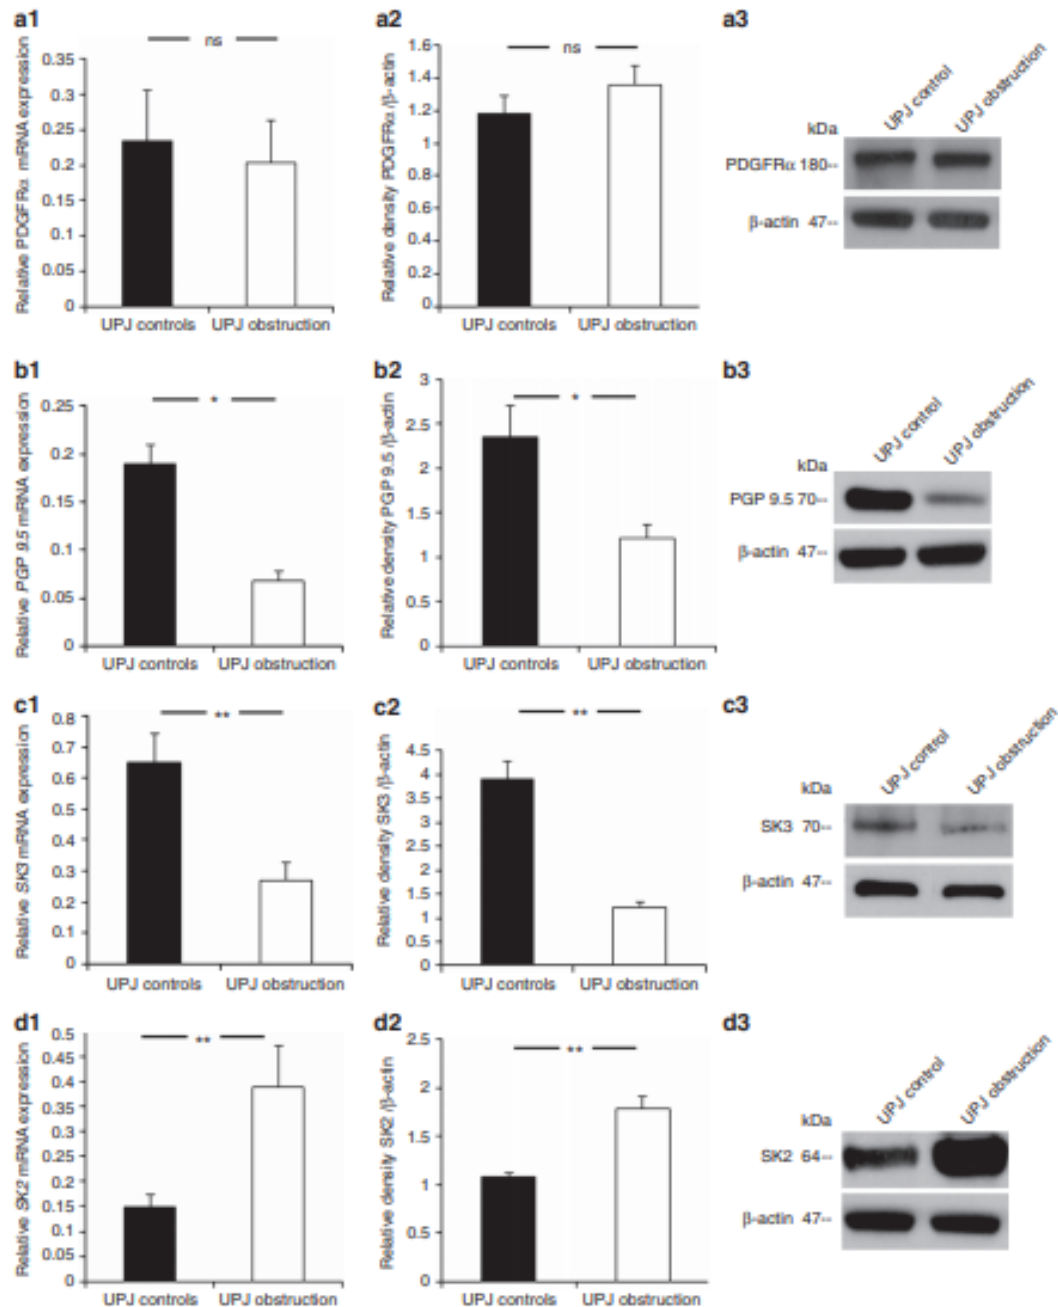 a1
Relative PDGFRα mRNA expression
ns
0.35
0.3
0.25
0.2
0.15
0.1
0.05
0
UPJ controls UPJ obstruction
a2
Relative density PDGFRα/β-actin
ns
1.6
1.4
1.2
1
0.8
0.6
0.4
0.2
0
UPJ controls UPJ obstruction
a3
UPJ control
UPJ obstruction
kDa
PDGFRα 180--
β-actin 47--
b1
Relative PGP 9.5 mRNA expression
*
0.25
0.2
0.15
0.1
0.05
0
UPJ controls UPJ obstruction
b2
Relative density PGP 9.5/β-actin
*
3
2.5
2
1.5
1
0.5
0
UPJ controls UPJ obstruction
b3
UPJ control
UPJ obstruction
kDa
PGP 9.5 70--
β-actin 47--
c1
Relative SK3 mRNA expression
**
0.8
0.7
0.6
0.5
0.4
0.3
0.2
0.1
0
UPJ controls UPJ obstruction
c2
Relative density SK3/β-actin
**
4.5
4
3.5
3
2.5
2
1.5
1
0.5
0
UPJ controls UPJ obstruction
c3
UPJ control
UPJ obstruction
kDa
SK3 70--
β-actin 47--
d1
Relative SK2 mRNA expression
**
0.5
0.45
0.4
0.35
0.3
0.25
0.2
0.15
0.1
0.05
0
UPJ controls UPJ obstruction
d2
Relative density SK2/β-actin
**
2.5
2
1.5
1
0.5
0
UPJ controls UPJ obstruction
d3
UPJ control
UPJ obstruction
kDa
SK2 64--
β-actin 47--